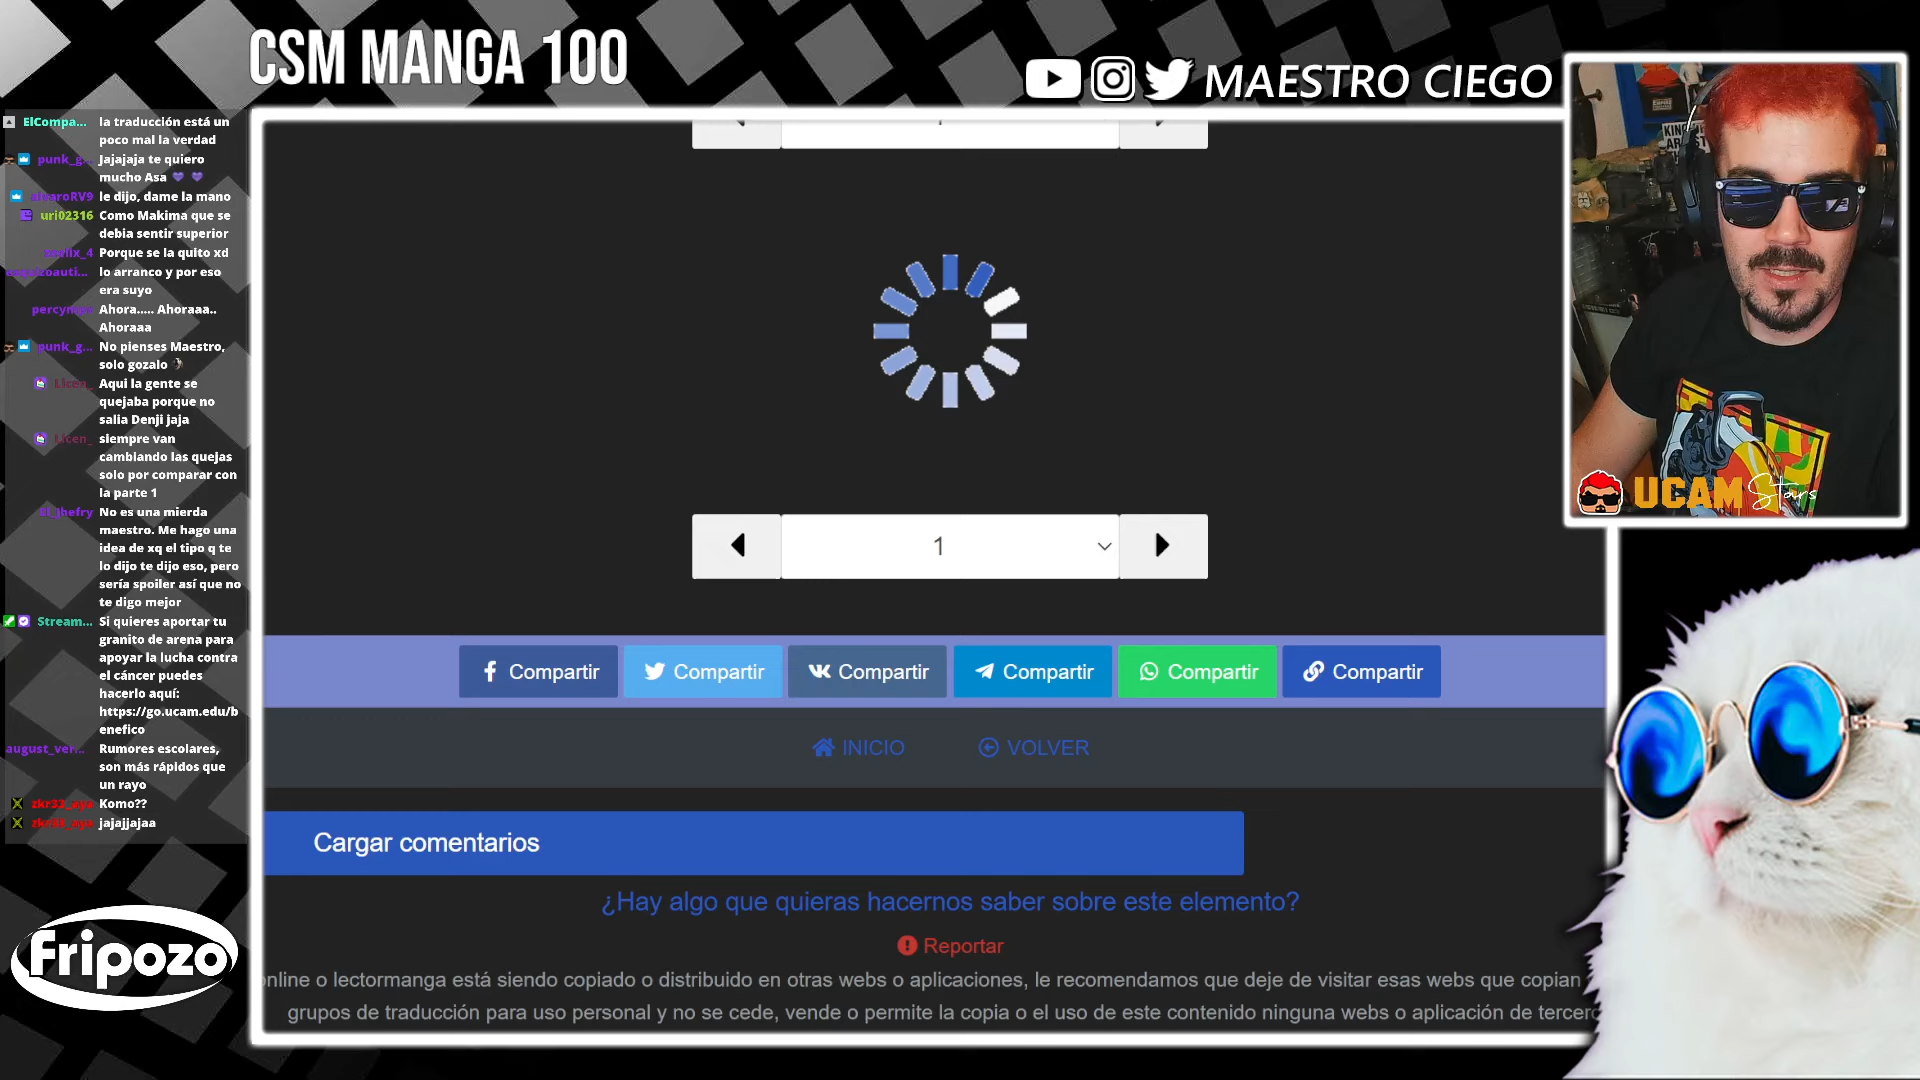 CSM MANGA 100
MAESTRO CIEGO
ElCompa... la traducción está un
poco mal la verdad
punk_g... Jajajaja te quiero
mucho Asa
alvaroRV9 le dijo, dame la mano
uri02316 Como Makima que se
debia sentir superior
Porque se la quito xd
lo arranco y por eso
era suyo
Ahora..... Ahoraaa..
Ahoraaa
punk_g... No pienses Maestro,
solo gozalo
Licen_ Aqui la gente se
quejaba porque no
salia Denji jaja
Licen_ siempre van
cambiando las quejas
solo por comparar con
la parte 1
No es una mierda
maestro. Me hago una
idea de xq el tipo q te
lo dijo te dijo eso, pero
sería spoiler así que no
te digo mejor
Stream... Si quieres aportar tu
granito de arena para
apoyar la lucha contra
el cáncer puedes
hacerlo aquí:
https://go.ucam.edu/b
enefico
august_ver... Rumores escolares,
son más rápidos que
un rayo
Komo??
jajajjajaa
Fripozo
1
Compartir Compartir Compartir Compartir Compartir Compartir
INICIO VOLVER
Cargar comentarios
¿Hay algo que quieras hacernos saber sobre este elemento?
Reportar
nline o lectormanga está siendo copiado o distribuido en otras webs o aplicaciones, le recomendamos que deje de visitar esas webs que copian
grupos de traducción para uso personal y no se cede, vende o permite la copia o el uso de este contenido ninguna webs o aplicación de tercero
UCAM Stars